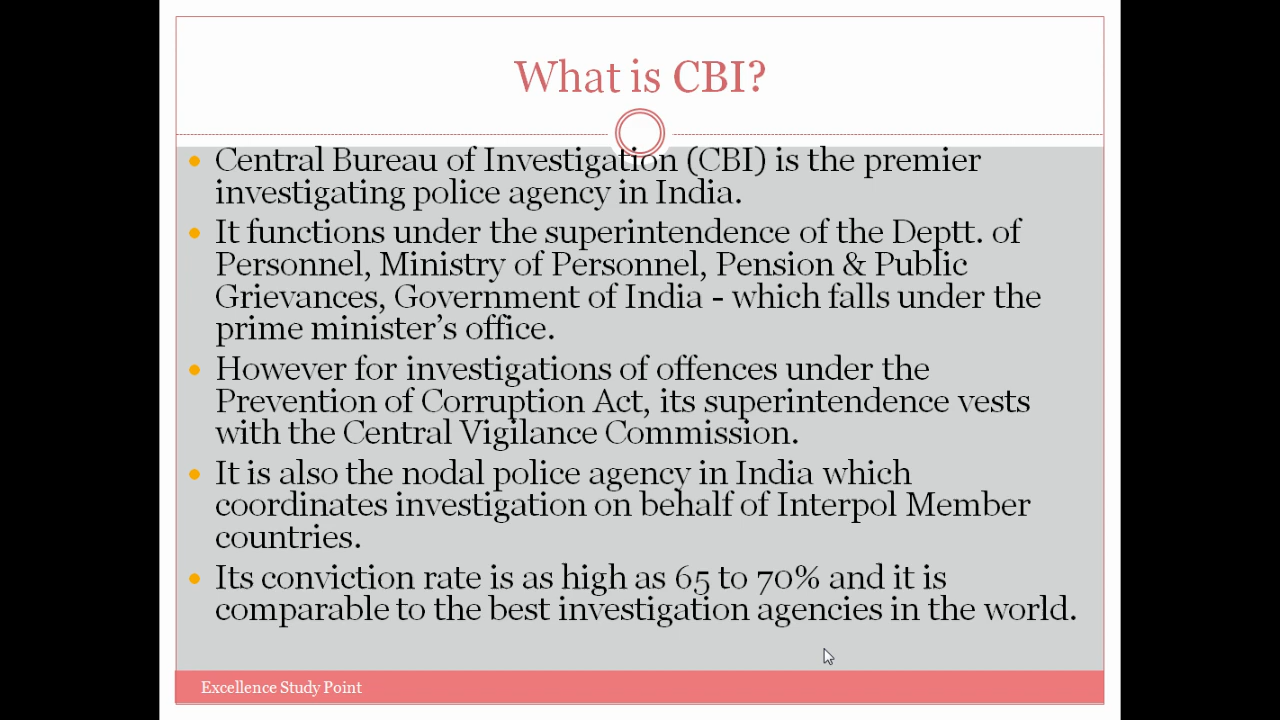 What is CBI?
Central Bureau of Investigation (CBI) is the premier
investigating police agency in India.
It functions under the superintendence of the Deptt. of
Personnel, Ministry of Personnel, Pension & Public
Grievances, Government of India - which falls under the
prime minister's office.
However for investigations of offences under the
Prevention of Corruption Act, its superintendence vests
with the Central Vigilance Commission.
It is also the nodal police agency in India which
coordinates investigation on behalf of Interpol Member
countries.
Its conviction rate is as high as 65 to 70% and it is
comparable to the best investigation agencies in the world.
Excellence Study Point